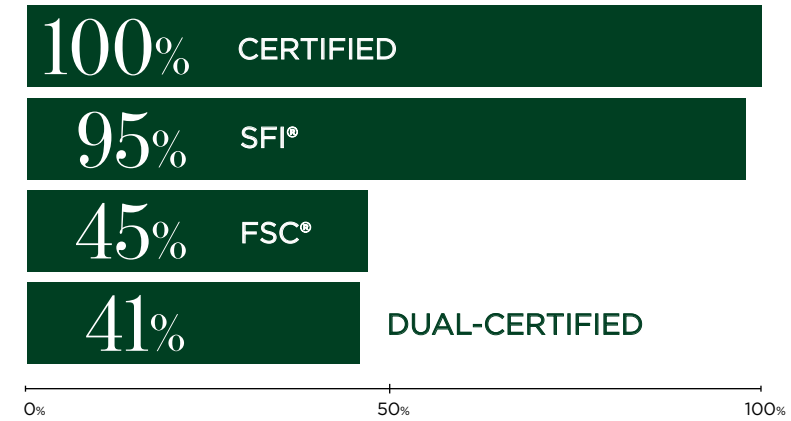 100% CERTIFIED
95% SFI®
45% FSC®
41% DUAL-CERTIFIED
0% 50% 100%